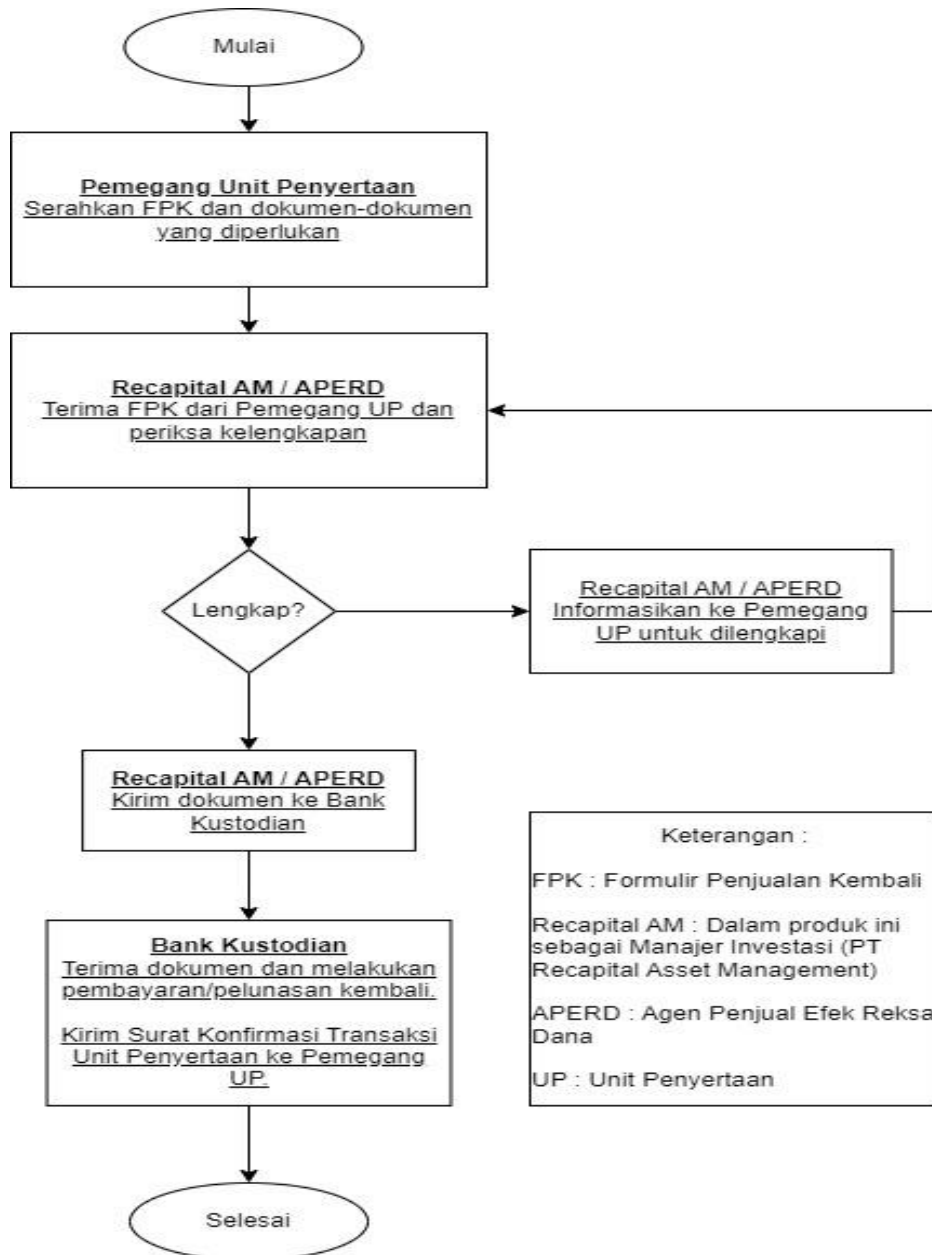 Mulai
Pemegang Unit Penyertaan
Serahkan FPK dan dokumen-dokumen
yang diperlukan
Recapital AM / APERD
Terima FPK dari Pemegang UP dan
periksa kelengkapan
Lengkap?
Recapital AM / APERD
Informasikan ke Pemegang
UP untuk dilengkapi
Recapital AM / APERD
Kirim dokumen ke Bank
Kustodian
Bank Kustodian
Terima dokumen dan melakukan
pembayaran/pelunasan kembali.
Kirim Surat Konfirmasi Transaksi
Unit Penyertaan ke Pemegang
UP.
Selesai
Keterangan :
FPK : Formulir Penjualan Kembali
Recapital AM : Dalam produk ini
sebagai Manajer Investasi (PT
Recapital Asset Management)
APERD : Agen Penjual Efek Reksa
Dana
UP : Unit Penyertaan